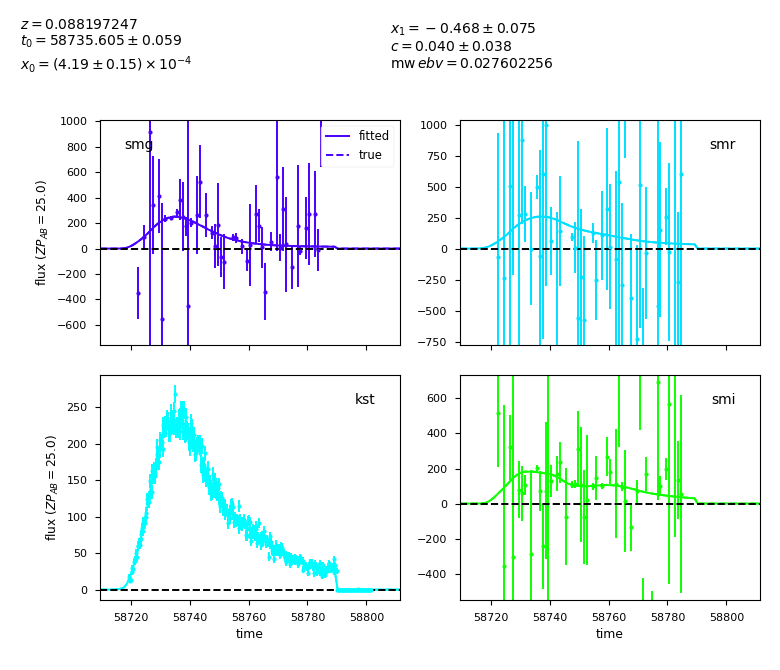 z = 0.088197247
t₀ = 58735.605 ± 0.059
x₀ = (4.19 ± 0.15) × 10⁻⁴
x₁ = −0.468 ± 0.075
c = 0.040 ± 0.038
mw ebv = 0.027602256
smg
fitted
true
1000
800
600
400
200
0
−200
−400
−600
flux (ZP_AB = 25.0)
smr
1000
750
500
250
0
−250
−500
−750
kst
250
200
150
100
50
0
flux (ZP_AB = 25.0)
58720 58740 58760 58780 58800
time
smi
600
400
200
0
−200
−400
58720 58740 58760 58780 58800
time